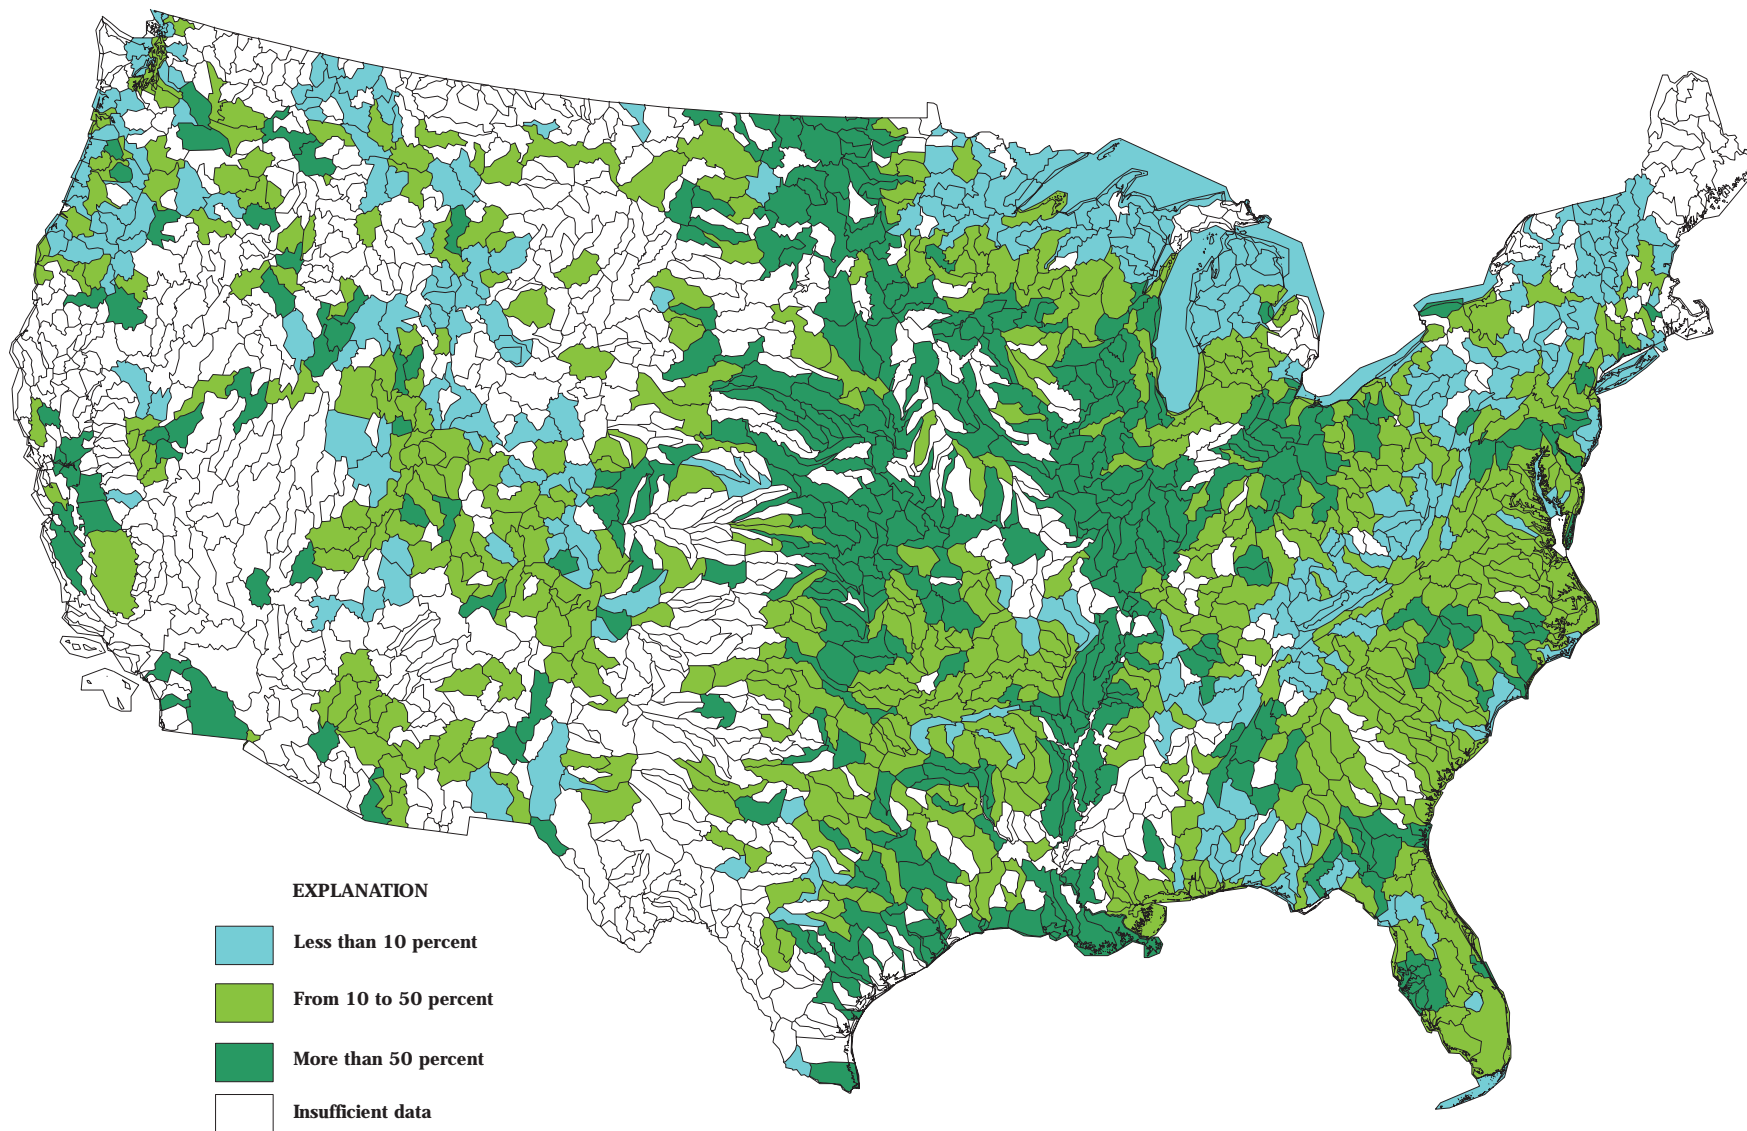 EXPLANATION
Less than 10 percent
From 10 to 50 percent
More than 50 percent
Insufficient data